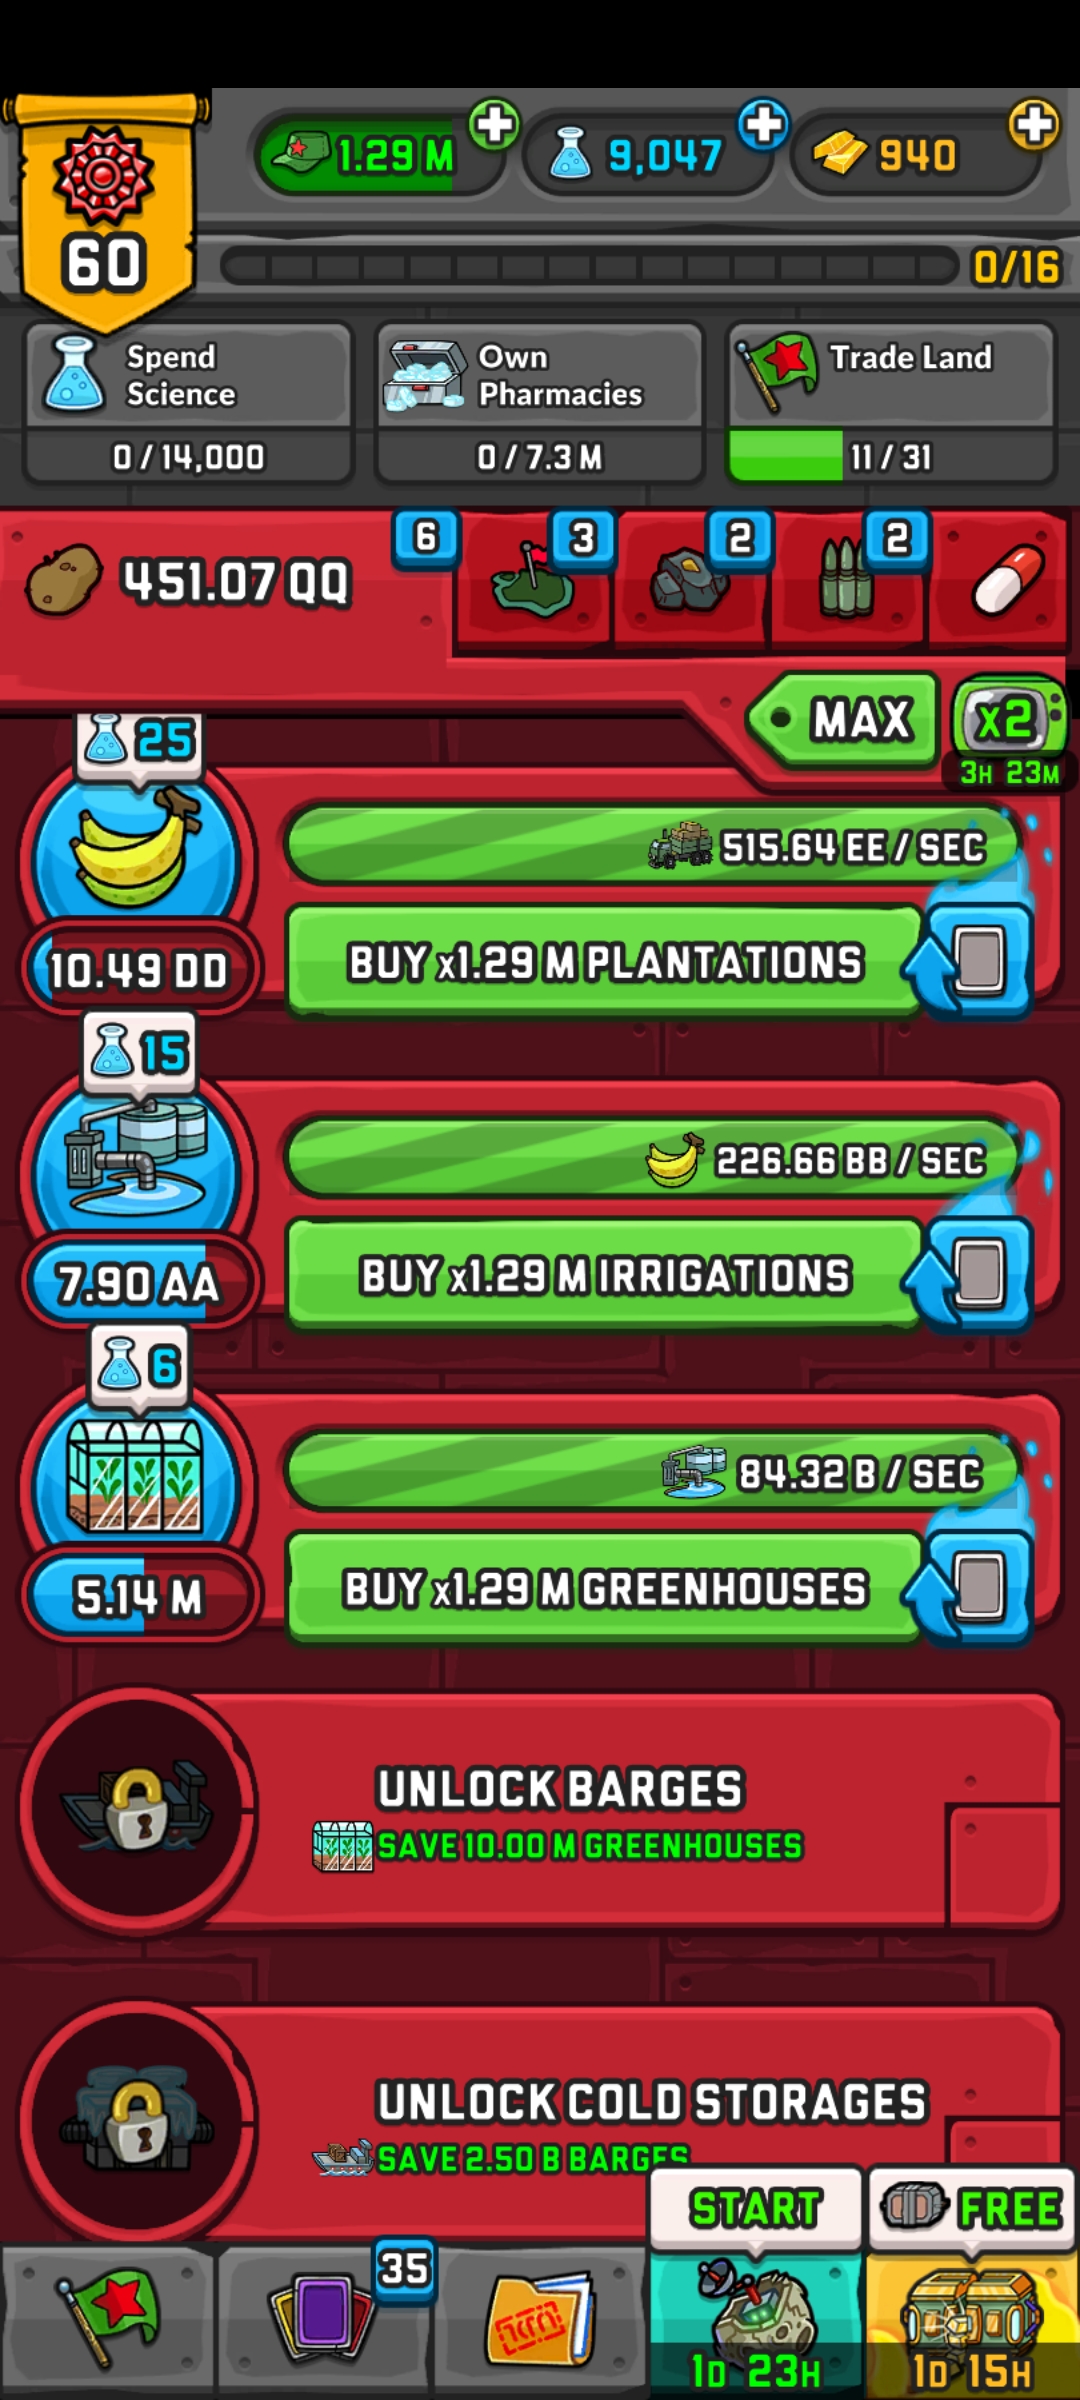 1.29 M
9,047
940
60
0/16
Spend
Science
0 / 14,000
Own
Pharmacies
0 / 7.3 M
Trade Land
11 / 31
451.07 QQ
6
3
2
2
MAX
x2
3H 23M
25
515.64 EE / SEC
10.49 DD
BUY x1.29 M PLANTATIONS
15
226.66 BB / SEC
7.90 AA
BUY x1.29 M IRRIGATIONS
6
84.32 B / SEC
5.14 M
BUY x1.29 M GREENHOUSES
UNLOCK BARGES
SAVE 10.00 M GREENHOUSES
UNLOCK COLD STORAGES
SAVE 2.50 B BARGES
START
FREE
35
1D 23H
1D 15H